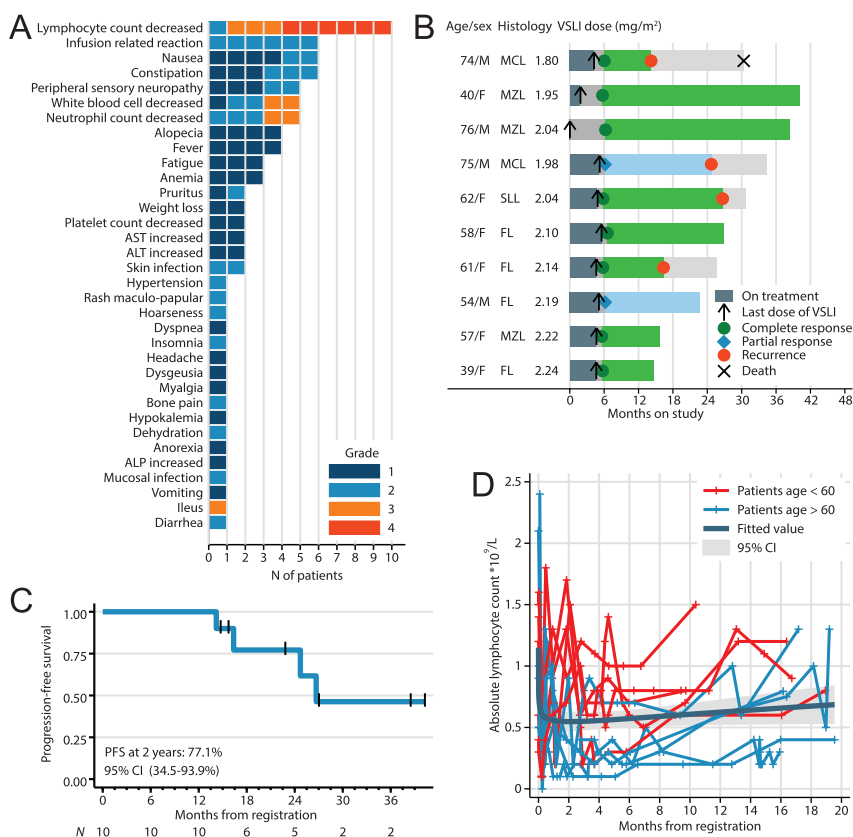 A
Lymphocyte count decreased
Infusion related reaction
Nausea
Constipation
Peripheral sensory neuropathy
White blood cell decreased
Neutrophil count decreased
Alopecia
Fever
Fatigue
Anemia
Pruritus
Weight loss
Platelet count decreased
AST increased
ALT increased
Skin infection
Hypertension
Rash maculo-papular
Hoarseness
Dyspnea
Insomnia
Headache
Dysgeusia
Myalgia
Bone pain
Hypokalemia
Dehydration
Anorexia
ALP increased
Mucosal infection
Vomiting
Ileus
Diarrhea
Grade
1
2
3
4
0 1 2 3 4 5 6 7 8 9 10
N of patients
B
Age/sex Histology VSLI dose (mg/m²)
74/M MCL 1.80
40/F MZL 1.95
76/M MZL 2.04
75/M MCL 1.98
62/F SLL 2.04
58/F FL 2.10
61/F FL 2.14
54/M FL 2.19
57/F MZL 2.22
39/F FL 2.24
On treatment
Last dose of VSLI
Complete response
Partial response
Recurrence
Death
0 6 12 18 24 30 36 42 48
Months on study
C
Progression-free survival
1.00
0.75
0.50
0.25
0.00
PFS at 2 years: 77.1%
95% CI (34.5-93.9%)
0 6 12 18 24 30 36
Months from registration
N 10 10 10 6 5 2 2
D
Absolute lymphocyte count *10⁹/L
2.5
2
1.5
1
0.5
0
Patients age < 60
Patients age > 60
Fitted value
95% CI
0 2 4 6 8 10 12 14 16 18 20
Months from registration